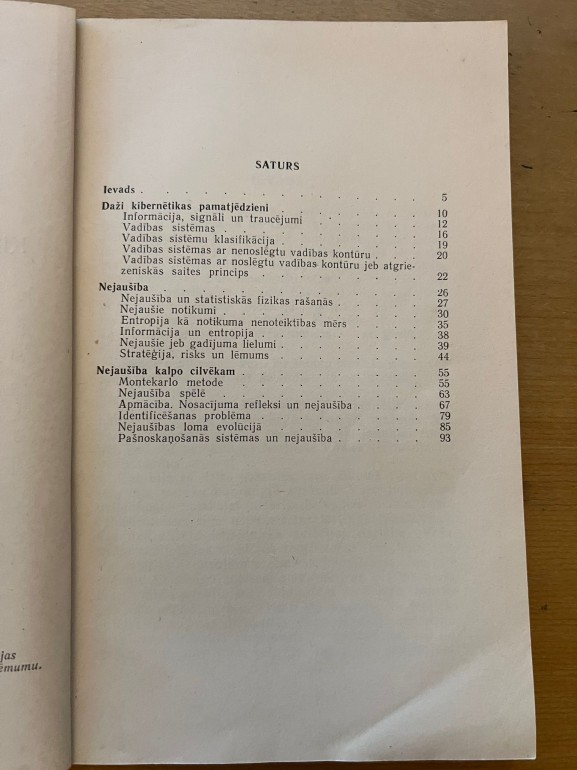 SATURS
Ievads . . . . . . . . . . . . . . 5
Daži kibernētikas pamatjēdzieni . . . . . . . 10
Informācija, signāli un traucējumi . . . . . . 12
Vadības sistēmas . . . . . . . . . . 16
Vadības sistēmu klasifikācija . . . . . . . 19
Vadības sistēmas ar nenoslēgtu vadības kontūru . . . 20
Vadības sistēmas ar noslēgtu vadības kontūru jeb atgrie-
zeniskās saites princips . . . . . . . . 22
Nejaušība . . . . . . . . . . . . . 26
Nejaušība un statistiskās fizikas rašanās . . . . . 27
Nejaušie notikumi . . . . . . . . . . 30
Entropija kā notikuma nenoteiktības mērs . . . . 35
Informācija un entropija . . . . . . . . 38
Nejaušie jeb gadījuma lielumi . . . . . . . 39
Stratēģija, risks un lēmums . . . . . . . 44
Nejaušība kalpo cilvēkam . . . . . . . . 55
Montekarlo metode . . . . . . . . . 55
Nejaušība spēlē . . . . . . . . . . 63
Apmācība. Nosacījuma refleksi un nejaušība . . . . 67
Identificēšanas problēma . . . . . . . . 79
Nejaušības loma evolūcijā . . . . . . . 85
Pašnoskaņošanās sistēmas un nejaušība . . . . . 93
jas
ēmumu.